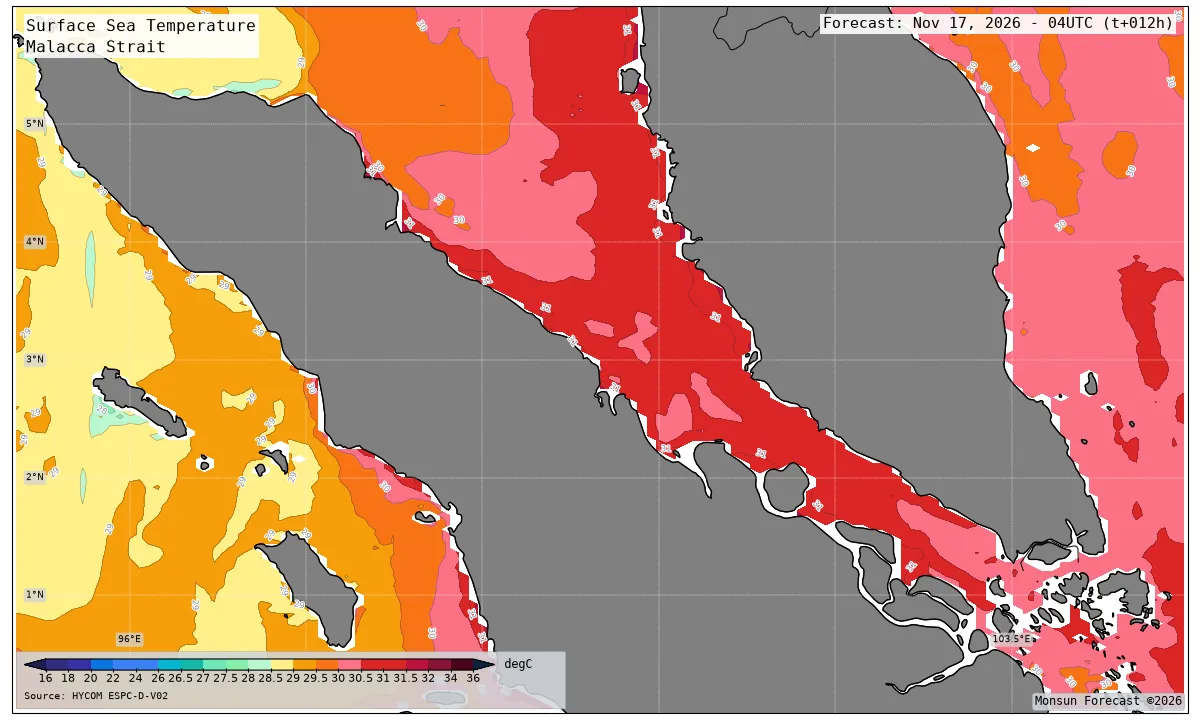 Surface Sea Temperature
Malacca Strait
Forecast: Nov 17, 2026 - 04UTC (t+012h)
5°N
4°N
3°N
2°N
1°N
96°E
103.5°E
degC
16 18 20 22 24 26 26.5 27 27.5 28 28.5 29 29.5 30 30.5 31 31.5 32 33 34 36
Source: HYCOM ESPC-D-V02
Monsun Forecast ©2026